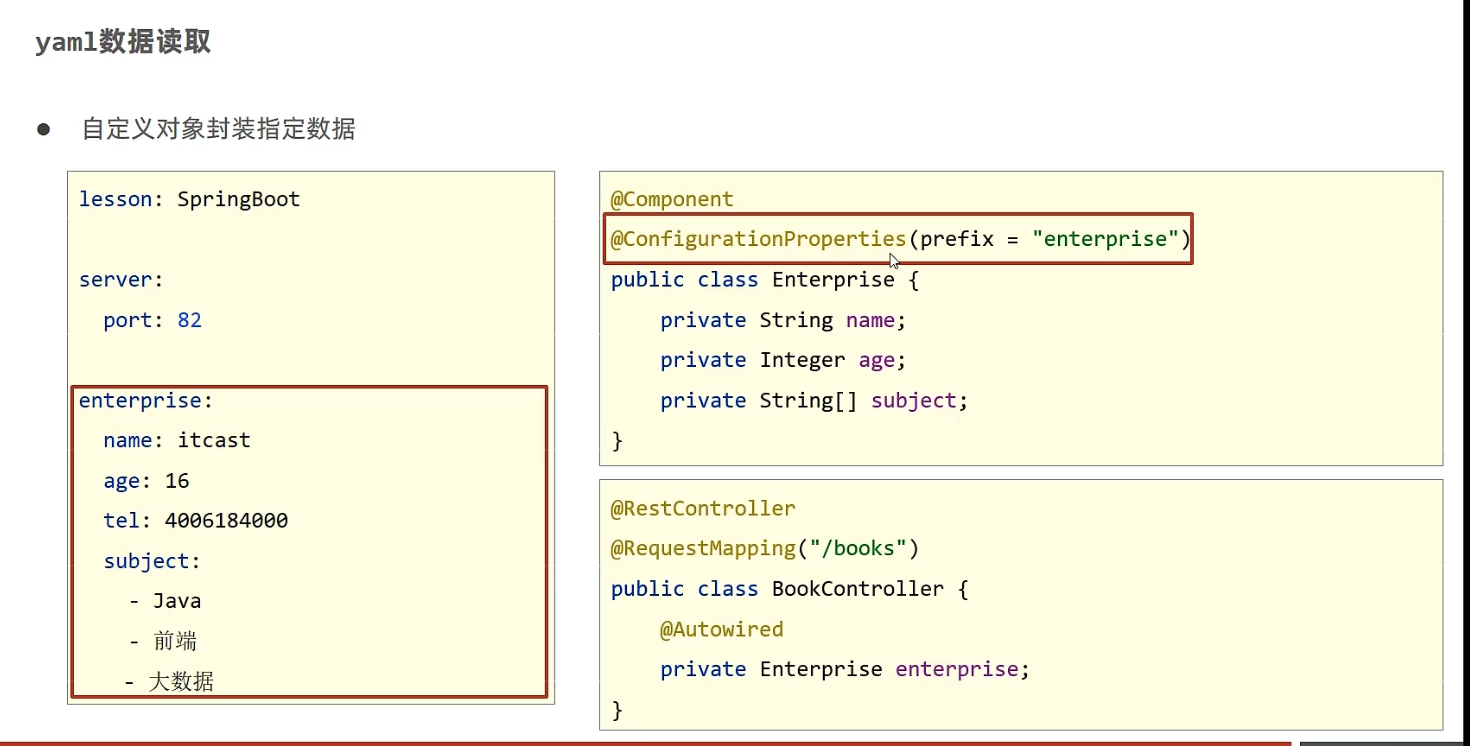 yaml数据读取
● 自定义对象封装指定数据
lesson: SpringBoot
server:
  port: 82
enterprise:
  name: itcast
  age: 16
  tel: 4006184000
  subject:
    - Java
    - 前端
    - 大数据
@Component
@ConfigurationProperties(prefix = "enterprise")
public class Enterprise {
    private String name;
    private Integer age;
    private String[] subject;
}
@RestController
@RequestMapping("/books")
public class BookController {
    @Autowired
    private Enterprise enterprise;
}